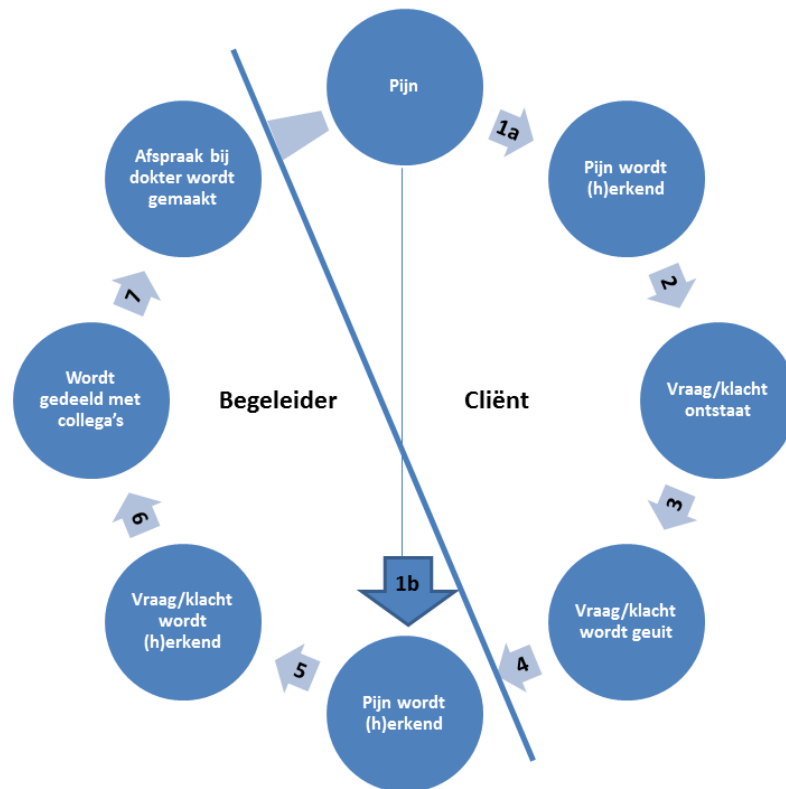 Pijn
1a
Pijn wordt
(h)erkend
2
Vraag/klacht
ontstaat
3
Vraag/klacht
wordt geuit
4
Pijn wordt
(h)erkend
1b
5
Vraag/klacht
wordt
(h)erkend
6
Wordt
gedeeld met
collega's
7
Afspraak bij
dokter wordt
gemaakt
Begeleider
Cliënt